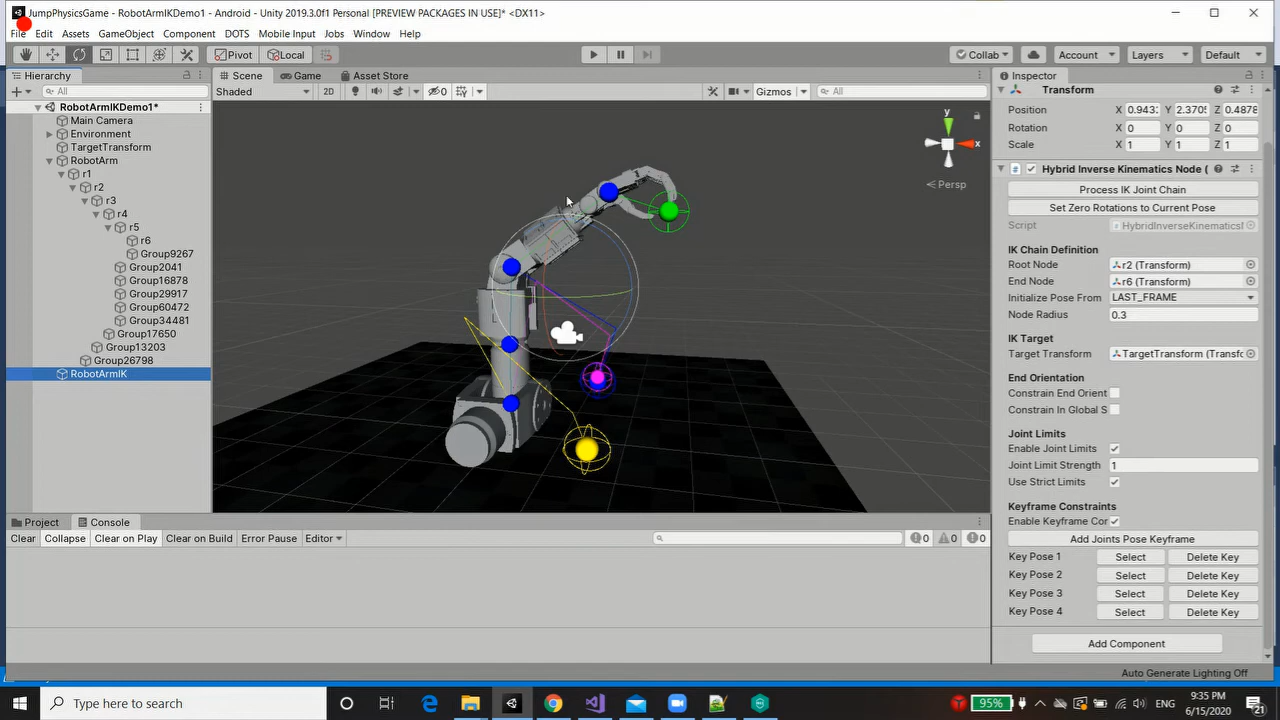 JumpPhysicsGame - RobotArmIKDemo1 - Android - Unity 2019.3.0f1 Personal [PREVIEW PACKAGES IN USE]* <DX11>
File Edit Assets GameObject Component DOTS Mobile Input Jobs Window Help
Pivot Local Collab Account Layers Default
Hierarchy
All
RobotArmIKDemo1*
Main Camera
Environment
TargetTransform
RobotArm
r1
r2
r3
r4
r5
r6
Group9267
Group2041
Group16878
Group29917
Group60472
Group34481
Group17650
Group13203
Group26798
RobotArmIK
Scene Game Asset Store
Shaded 2D 0 Gizmos All
y
x
Persp
Inspector
Transform
Position X 0.943 Y 2.370 Z 0.4878
Rotation X 0 Y 0 Z 0
Scale X 1 Y 1 Z 1
Hybrid Inverse Kinematics Node (
Process IK Joint Chain
Set Zero Rotations to Current Pose
Script HybridInverseKinematics
IK Chain Definition
Root Node r2 (Transform)
End Node r6 (Transform)
Initialize Pose From LAST_FRAME
Node Radius 0.3
IK Target
Target Transform TargetTransform (Transfo
End Orientation
Constrain End Orient
Constrain In Global S
Joint Limits
Enable Joint Limits
Joint Limit Strength 1
Use Strict Limits
Keyframe Constraints
Enable Keyframe Cor
Add Joints Pose Keyframe
Key Pose 1 Select Delete Key
Key Pose 2 Select Delete Key
Key Pose 3 Select Delete Key
Key Pose 4 Select Delete Key
Add Component
Project Console
Clear Collapse Clear on Play Clear on Build Error Pause Editor 0 0 0
Auto Generate Lighting Off
Type here to search
95%
ENG
9:35 PM
6/15/2020
21